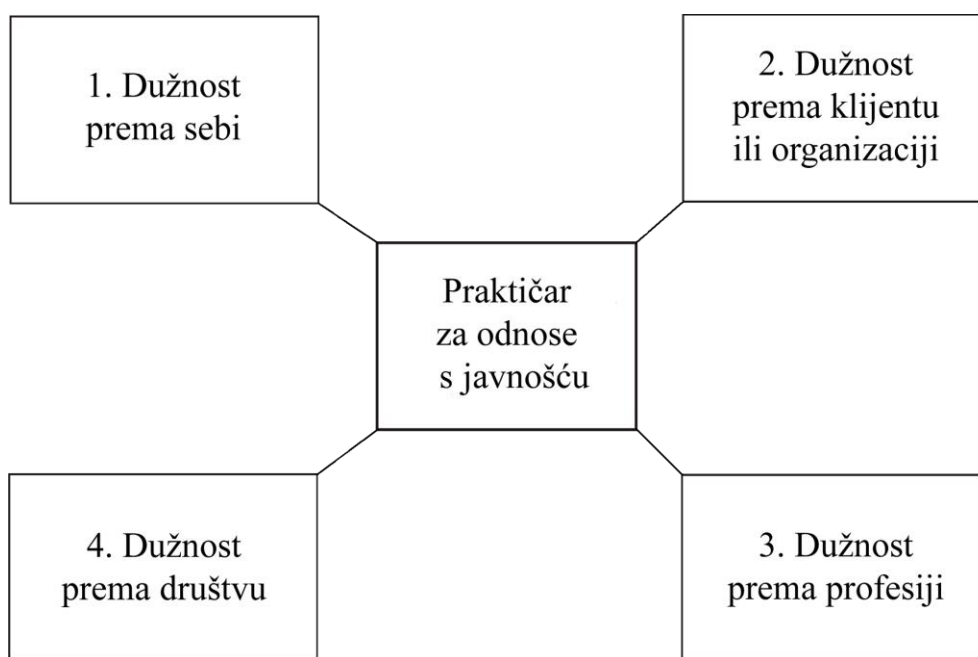 1. Dužnost
prema sebi
2. Dužnost
prema klijentu
ili organizaciji
Praktičar
za odnose
s javnošću
4. Dužnost
prema društvu
3. Dužnost
prema profesiji